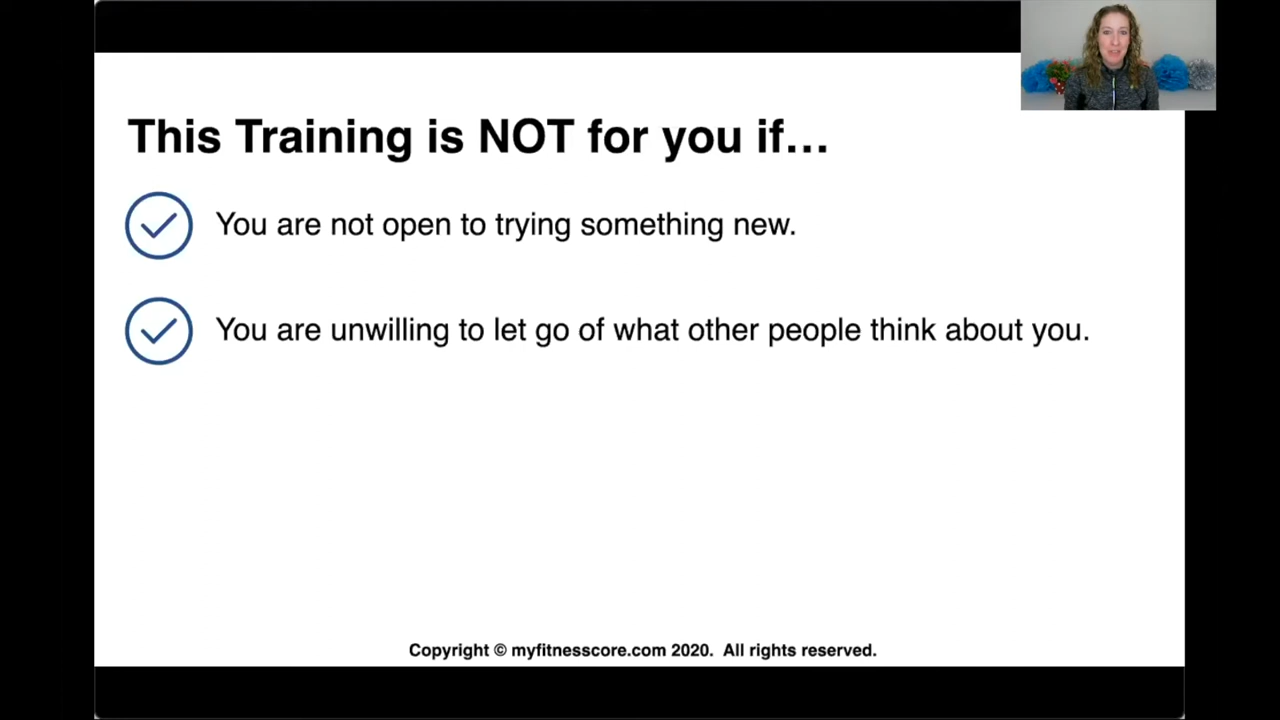 This Training is NOT for you if...
You are not open to trying something new.
You are unwilling to let go of what other people think about you.
Copyright © myfitnesscore.com 2020.  All rights reserved.